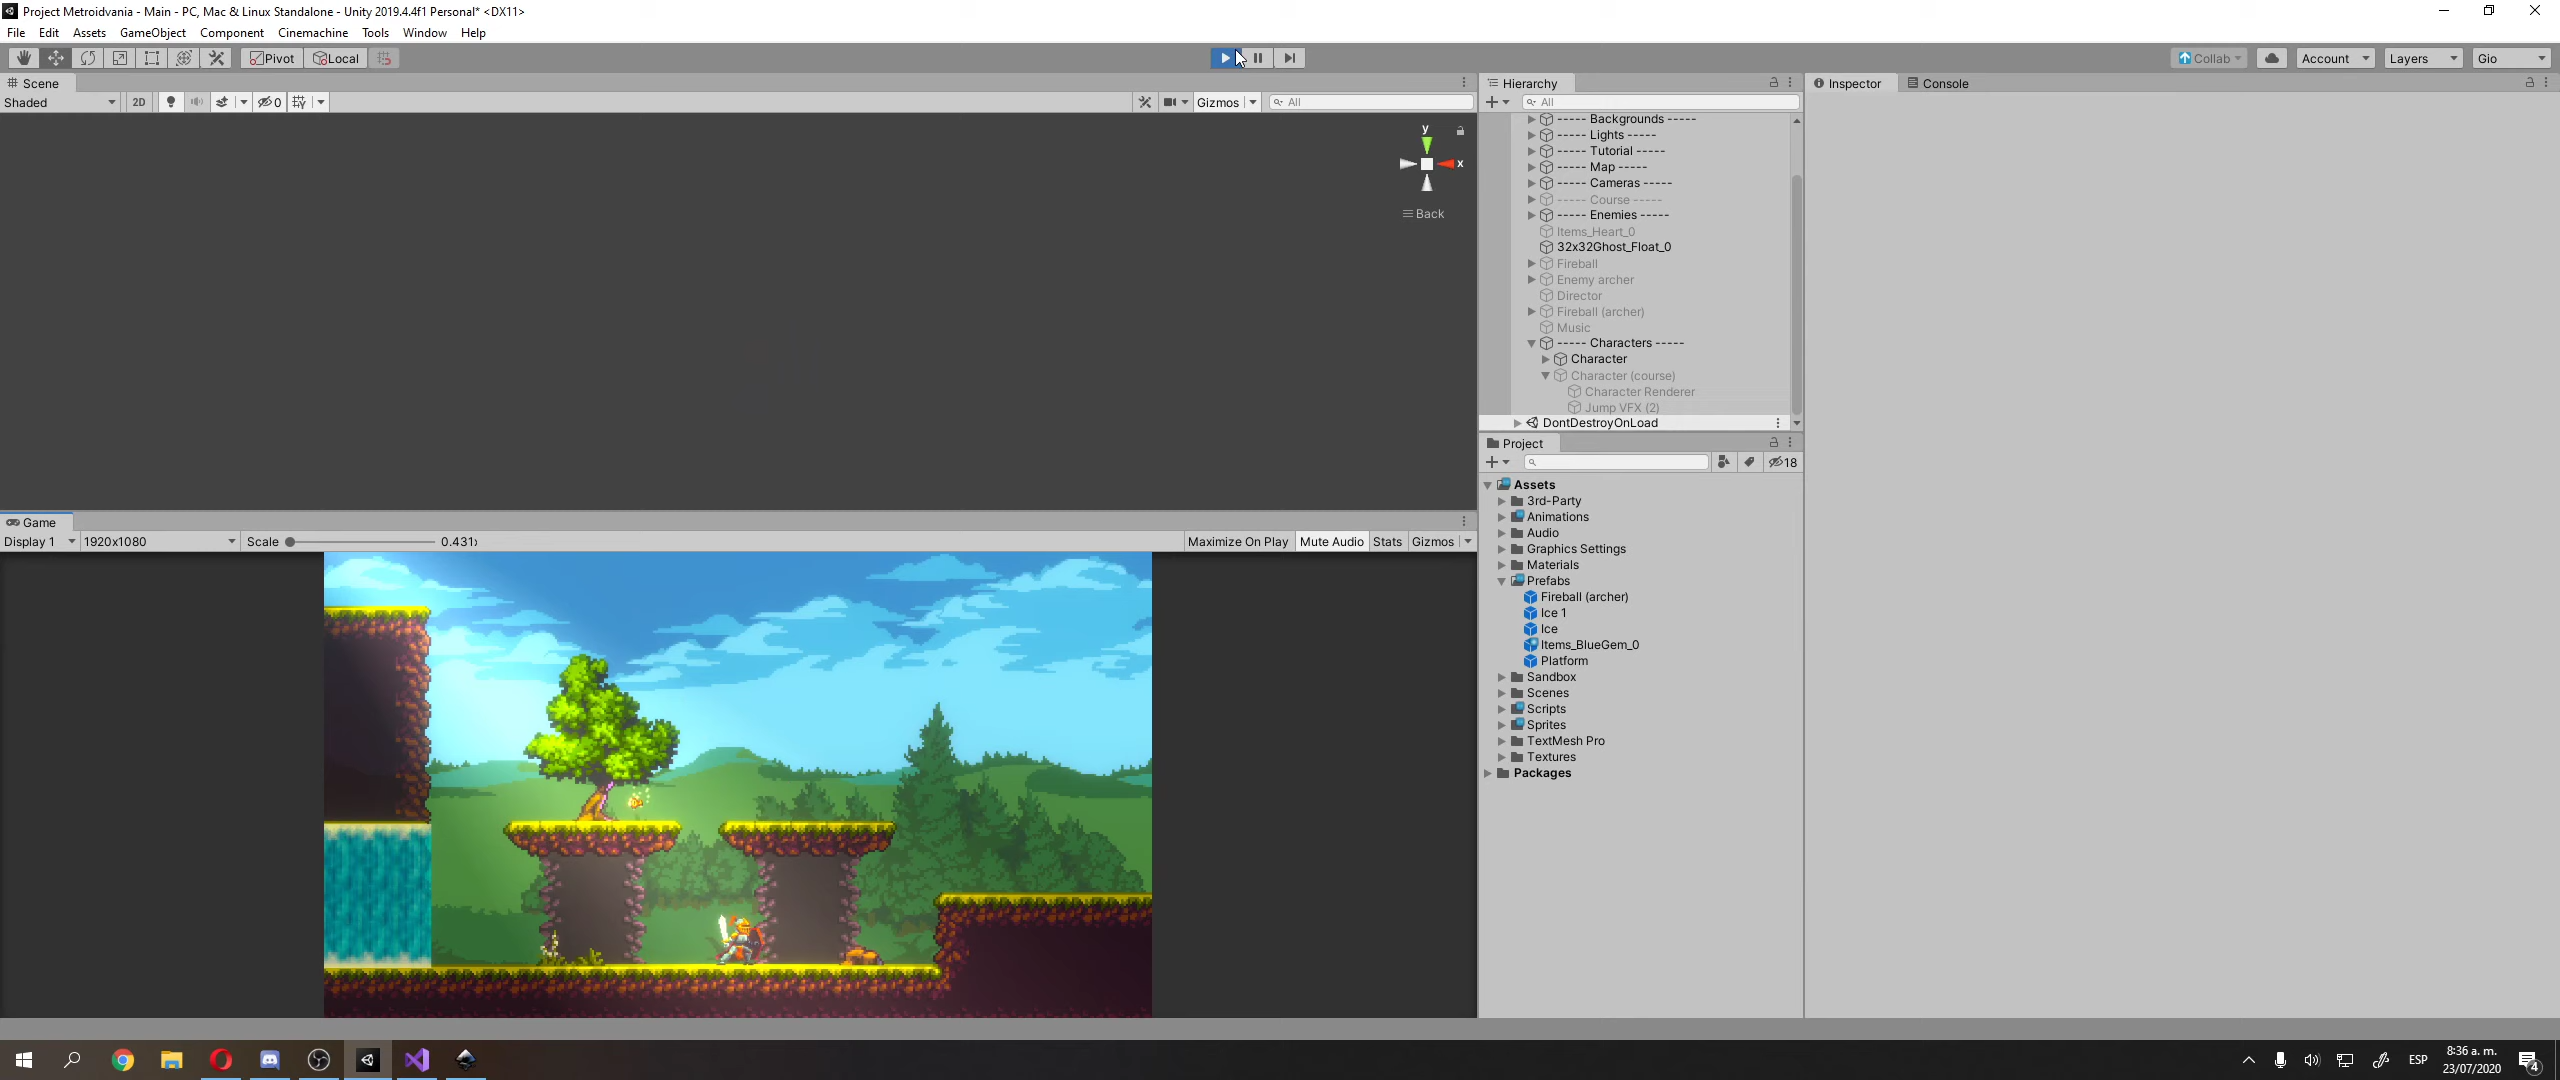 Project Metroidvania - Main - PC, Mac & Linux Standalone - Unity 2019.4.4f1 Personal* <DX11>
File Edit Assets GameObject Component Cinemachine Tools Window Help
Pivot Local Collab Account Layers Gio
Scene
Shaded 2D 0 Gizmos All
y
x
Back
Hierarchy
All
----- Backgrounds -----
----- Lights -----
----- Tutorial -----
----- Map -----
----- Cameras -----
----- Course -----
----- Enemies -----
Items_Heart_0
32x32Ghost_Float_0
Fireball
Enemy archer
Director
Fireball (archer)
Music
----- Characters -----
Character
Character (course)
Character Renderer
Jump VFX (2)
DontDestroyOnLoad
Project
18
Assets
3rd-Party
Animations
Audio
Graphics Settings
Materials
Prefabs
Fireball (archer)
Ice 1
Ice
Items_BlueGem_0
Platform
Sandbox
Scenes
Scripts
Sprites
TextMesh Pro
Textures
Packages
Inspector Console
Game
Display 1 1920x1080 Scale 0.431x Maximize On Play Mute Audio Stats Gizmos
ESP
8:36 a. m.
23/07/2020
4